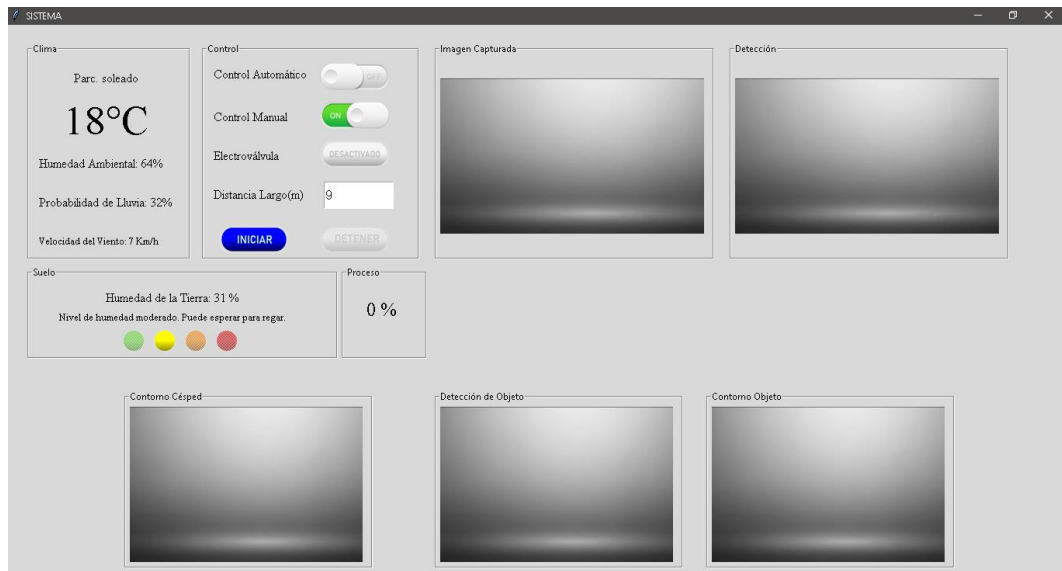 SISTEMA
Clima
Parc. soleado
18°C
Humedad Ambiental: 64%
Probabilidad de Lluvia: 32%
Velocidad del Viento: 7 Km/h
Control
Control Automático
OFF
Control Manual
ON
Electroválvula
DESACTIVADO
Distancia Largo(m)
9
INICIAR
DETENER
Imagen Capturada
Detección
Suelo
Humedad de la Tierra: 31 %
Nivel de humedad moderado. Puede esperar para regar.
Proceso
0 %
Contorno Césped
Detección de Objeto
Contorno Objeto